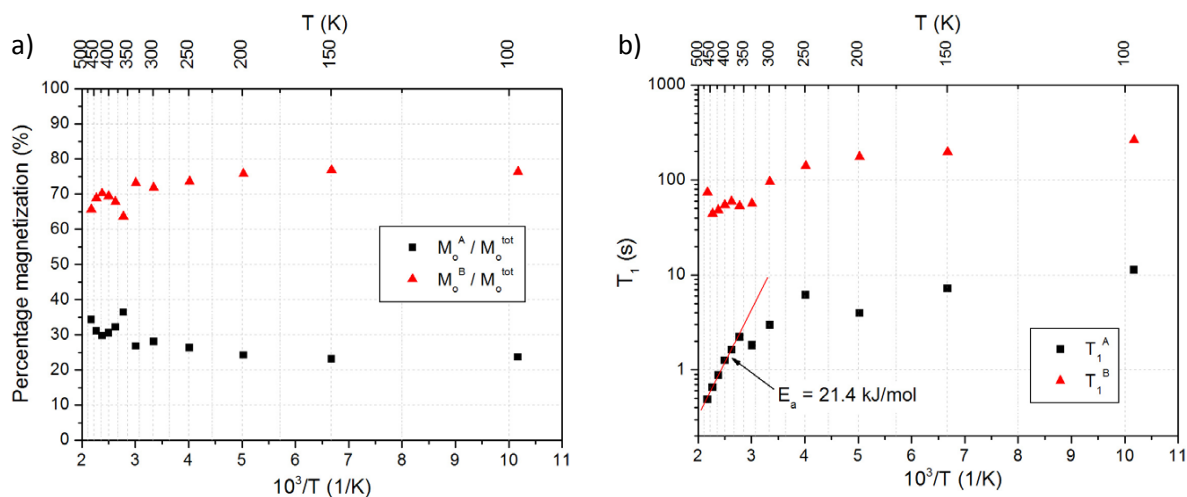 a)
T (K)
500 450 400 350 300 250 200 150 100
Percentage magnetization (%)
100
90
80
70
60
50
40
30
20
10
0
M_o^A / M_o^tot
M_o^B / M_o^tot
2 3 4 5 6 7 8 9 10 11
10^3/T (1/K)
b)
T (K)
500 450 400 350 300 250 200 150 100
T_1 (s)
1000
100
10
1
E_a = 21.4 kJ/mol
T_1^A
T_1^B
2 3 4 5 6 7 8 9 10 11
10^3/T (1/K)